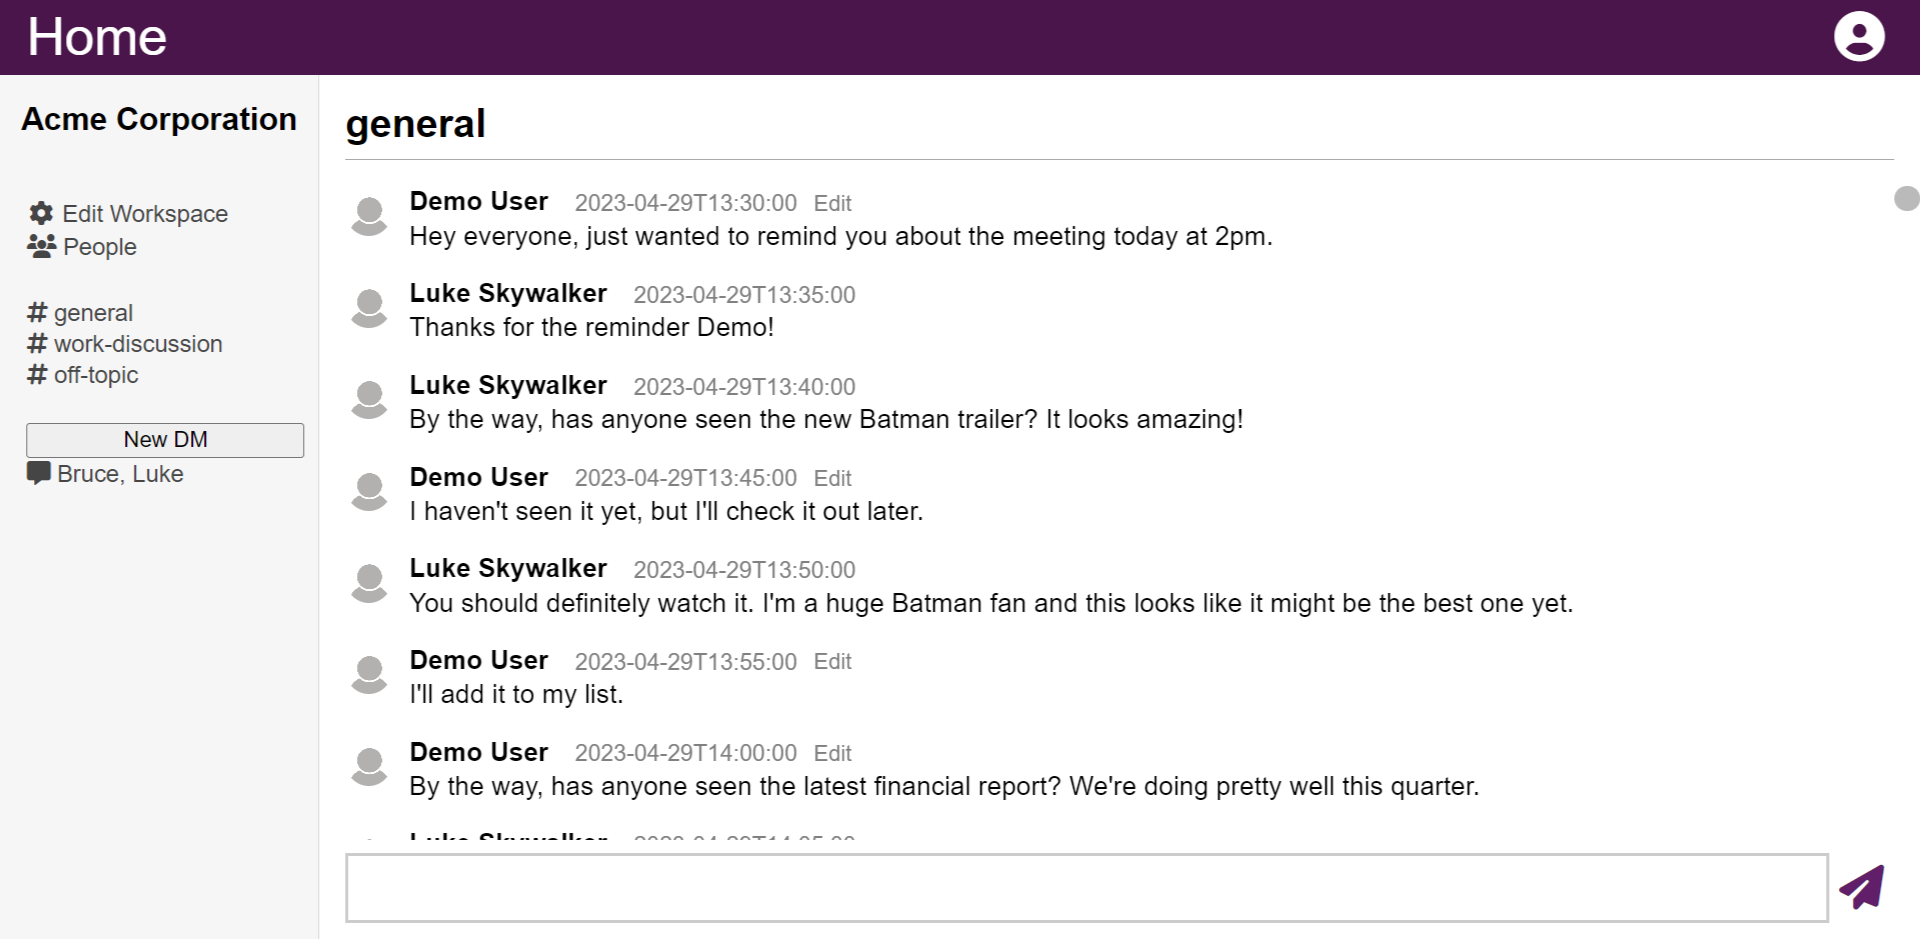 Home
Acme Corporation
Edit Workspace
People
# general
# work-discussion
# off-topic
New DM
Bruce, Luke
general
Demo User 2023-04-29T13:30:00 Edit
Hey everyone, just wanted to remind you about the meeting today at 2pm.
Luke Skywalker 2023-04-29T13:35:00
Thanks for the reminder Demo!
Luke Skywalker 2023-04-29T13:40:00
By the way, has anyone seen the new Batman trailer? It looks amazing!
Demo User 2023-04-29T13:45:00 Edit
I haven't seen it yet, but I'll check it out later.
Luke Skywalker 2023-04-29T13:50:00
You should definitely watch it. I'm a huge Batman fan and this looks like it might be the best one yet.
Demo User 2023-04-29T13:55:00 Edit
I'll add it to my list.
Demo User 2023-04-29T14:00:00 Edit
By the way, has anyone seen the latest financial report? We're doing pretty well this quarter.
Luke Skywalker 2023-04-29T14:05:00